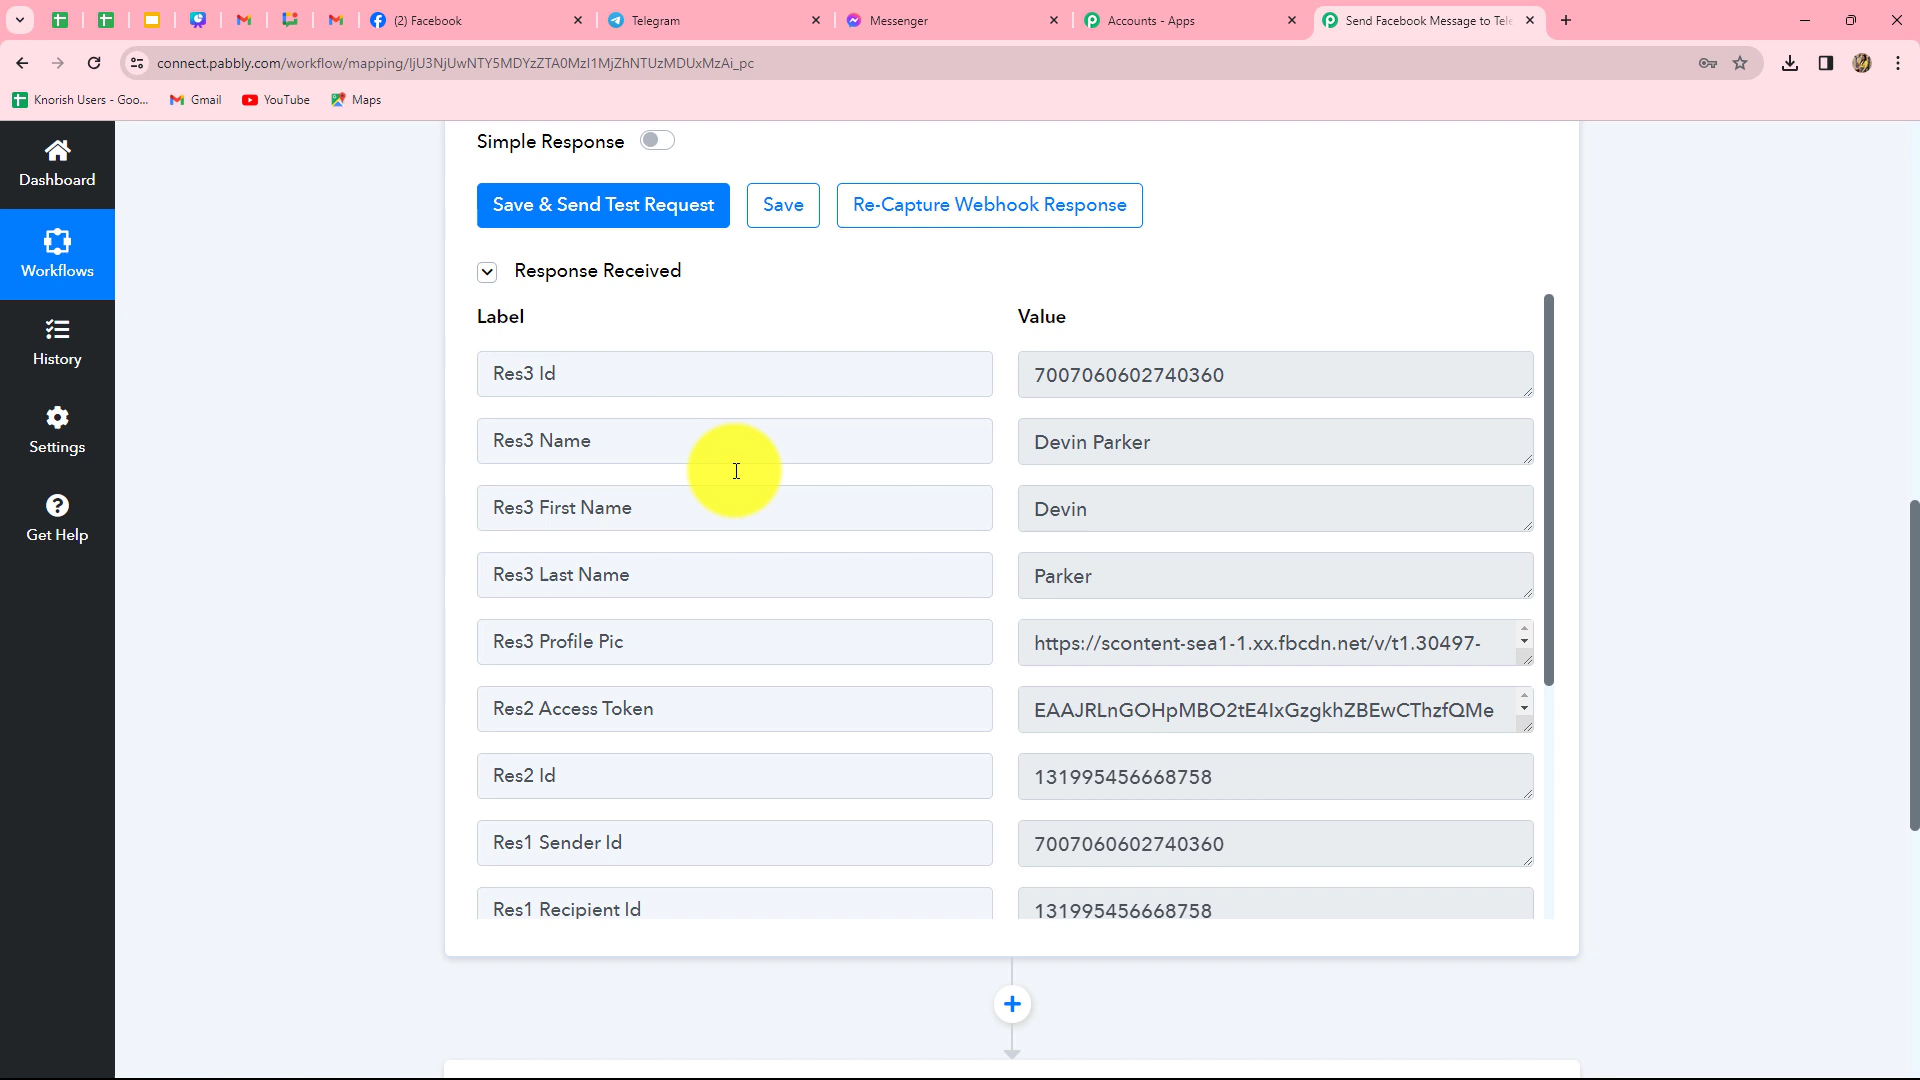 (2) Facebook
Telegram
Messenger
Accounts - Apps
Send Facebook Message to Tele
connect.pabbly.com/workflow/mapping/IjU3NjUwNTY5MDYzZTA0MzI1MjZhNTUzMDUxMzAi_pc
Knorish Users - Goo...
Gmail
YouTube
Maps
Dashboard
Workflows
History
Settings
Get Help
Simple Response
Save & Send Test Request
Save
Re-Capture Webhook Response
Response Received
Label
Value
Res3 Id
7007060602740360
Res3 Name
Devin Parker
Res3 First Name
Devin
Res3 Last Name
Parker
Res3 Profile Pic
https://scontent-sea1-1.xx.fbcdn.net/v/t1.30497-
Res2 Access Token
EAAJRLnGOHpMBO2tE4IxGzgkhZBEwCThzfQMe
Res2 Id
131995456668758
Res1 Sender Id
7007060602740360
Res1 Recipient Id
131995456668758